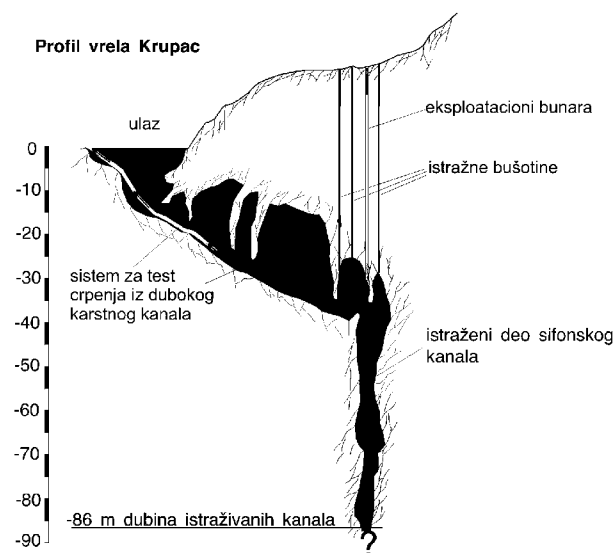 Profil vrela Krupac
ulaz
eksploatacioni bunara
istražne bušotine
0
-10
-20
-30
-40
-50
-60
-70
-80
-90
sistem za test
crpenja iz dubokog
karstnog kanala
istraženi deo sifonskog
kanala
-86 m dubina istraživanih kanala
?